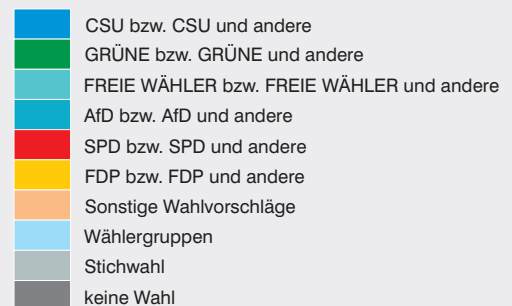 CSU bzw. CSU und andere
GRÜNE bzw. GRÜNE und andere
FREIE WÄHLER bzw. FREIE WÄHLER und andere
AfD bzw. AfD und andere
SPD bzw. SPD und andere
FDP bzw. FDP und andere
Sonstige Wahlvorschläge
Wählergruppen
Stichwahl
keine Wahl